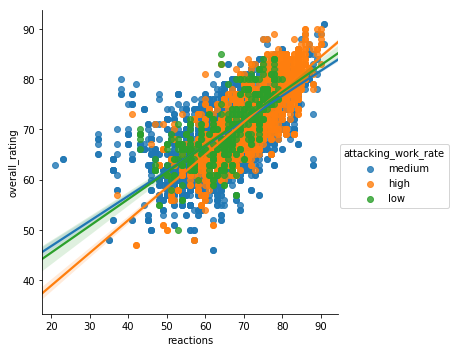 90
80
70
60
50
40
overall_rating
20 30 40 50 60 70 80 90
reactions
attacking_work_rate
medium
high
low